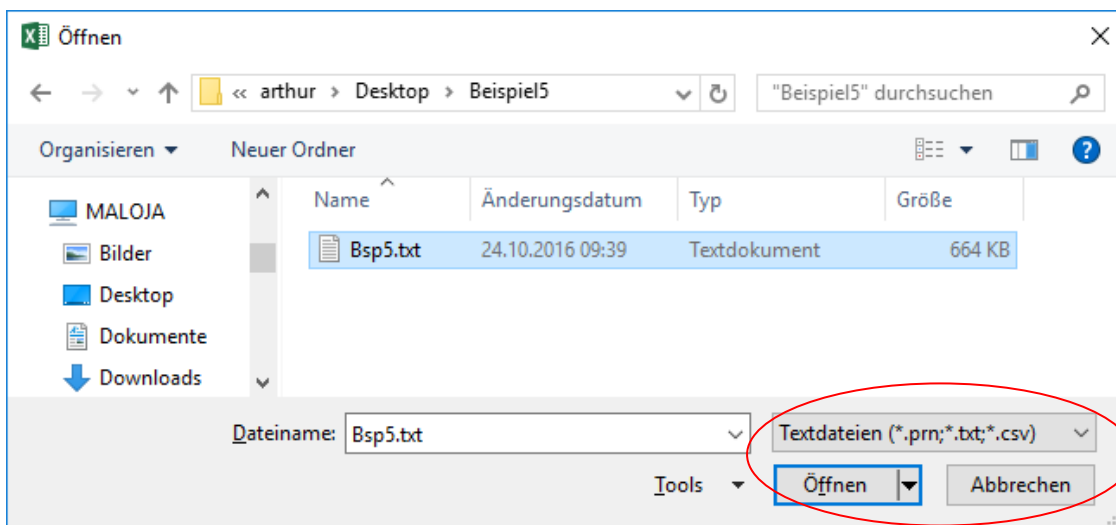 Öffnen
« arthur > Desktop > Beispiel5
"Beispiel5" durchsuchen
Organisieren
Neuer Ordner
?
Name
Änderungsdatum
Typ
Größe
MALOJA
Bilder
Desktop
Dokumente
Downloads
Bsp5.txt
24.10.2016 09:39
Textdokument
664 KB
Dateiname:
Bsp5.txt
Textdateien (*.prn;*.txt;*.csv)
Tools
Öffnen
Abbrechen